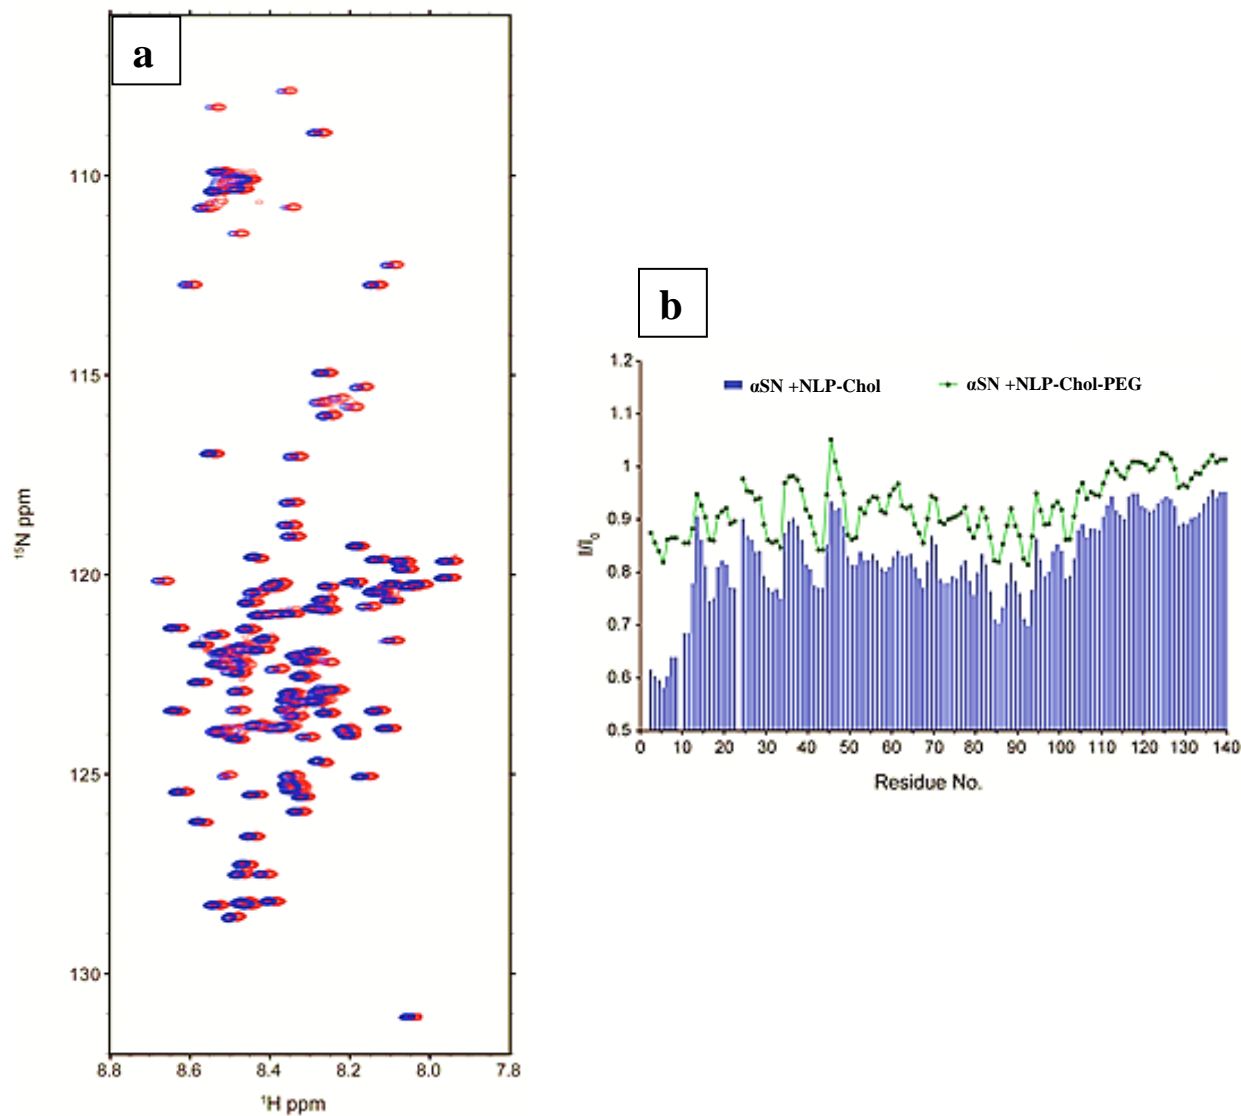 a
110
115
120
125
130
¹⁵N ppm
8.8 8.6 8.4 8.2 8.0 7.8
¹H ppm
b
1.2
1.1
1
0.9
0.8
0.7
0.6
0.5
I/I₀
αSN +NLP-Chol αSN +NLP-Chol-PEG
0 10 20 30 40 50 60 70 80 90 100 110 120 130 140
Residue No.